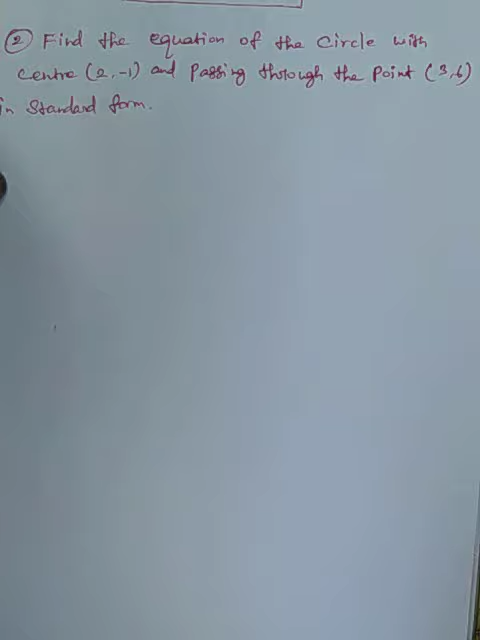 ② Find the equation of the Circle with
Centre (2,-1) and Passing through the Point (3,6)
in Standard form.